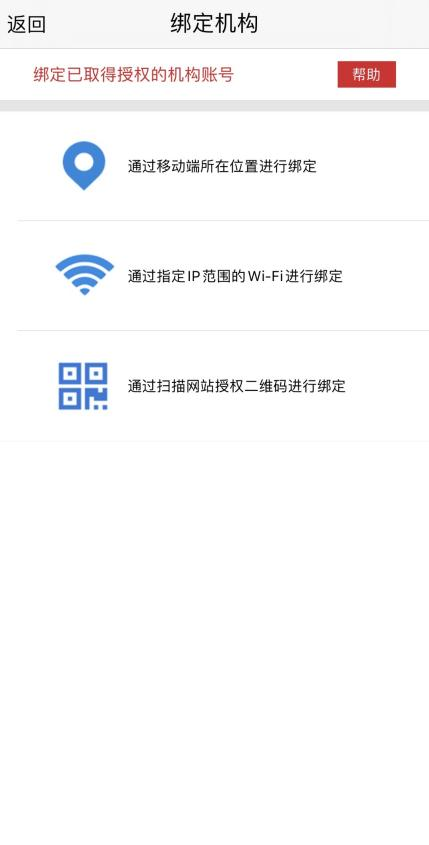 返回
绑定机构
绑定已取得授权的机构账号
帮助
通过移动端所在位置进行绑定
通过指定IP范围的Wi-Fi进行绑定
通过扫描网站授权二维码进行绑定